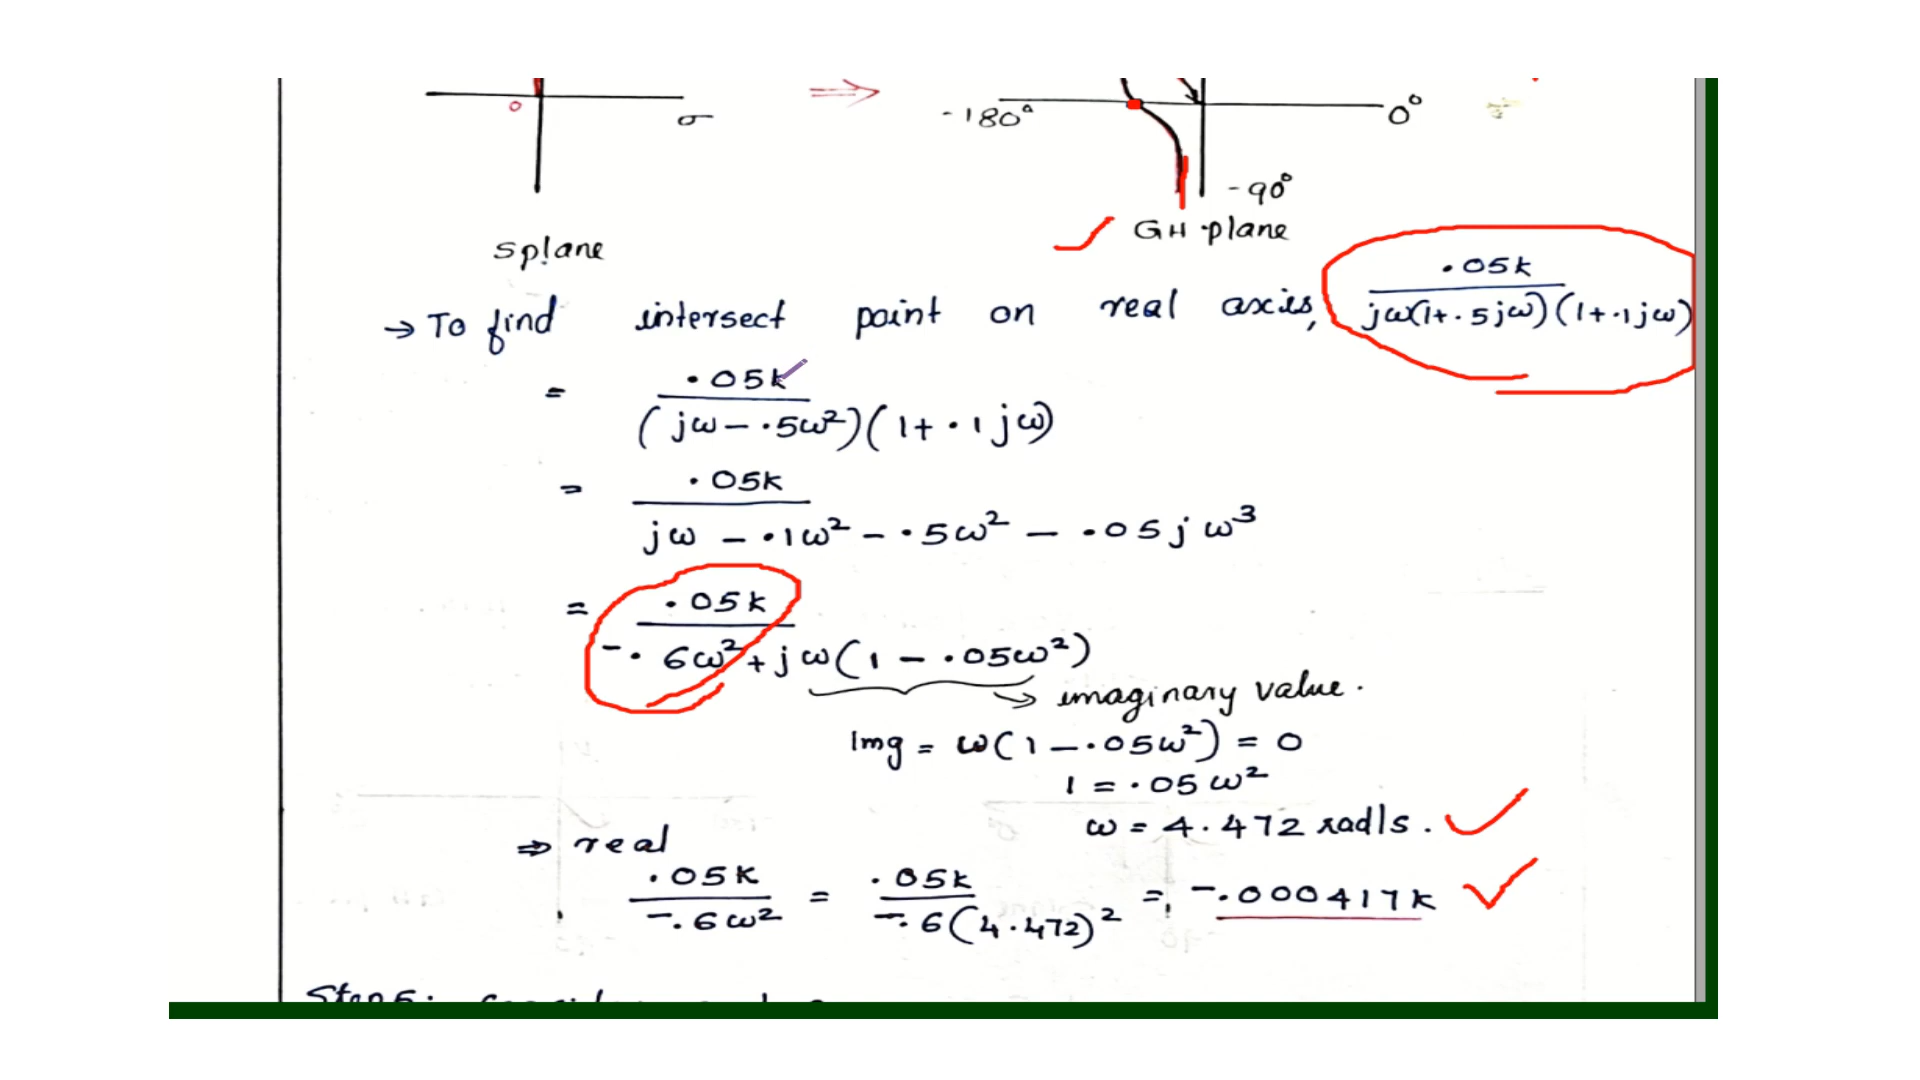 0 σ
-180° 0°
-90°
GH-plane
S plane
→ To find intersect point on real axis, .05k / jω(1+.5jω)(1+.1jω)
= .05k / (jω - .5ω²)(1+.1jω)
= .05k / jω - .1ω² - .5ω² - .05jω³
= .05k / -.6ω² + jω(1 - .05ω²)
→ imaginary value.
Img = ω(1-.05ω²) = 0
1 = .05ω²
ω = 4.472 rad/s.
⇒ real
.05k / -.6ω² = .05k / -.6(4.472)² = -.000417k